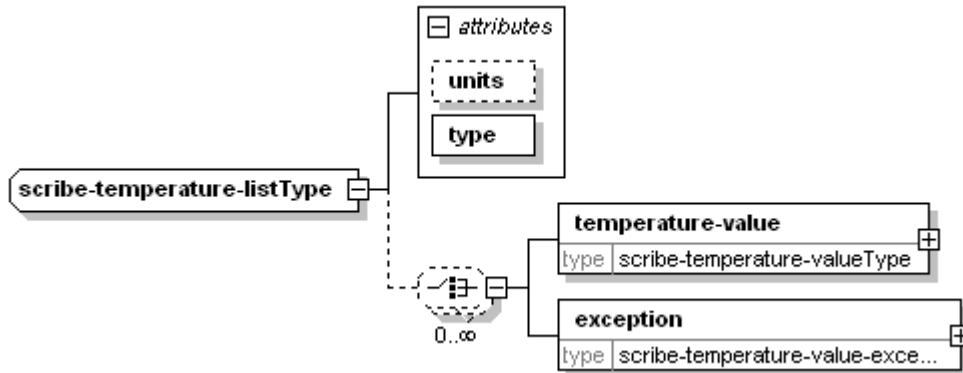 attributes
units
type
scribe-temperature-listType
temperature-value
type scribe-temperature-valueType
0..∞
exception
type scribe-temperature-value-exce...